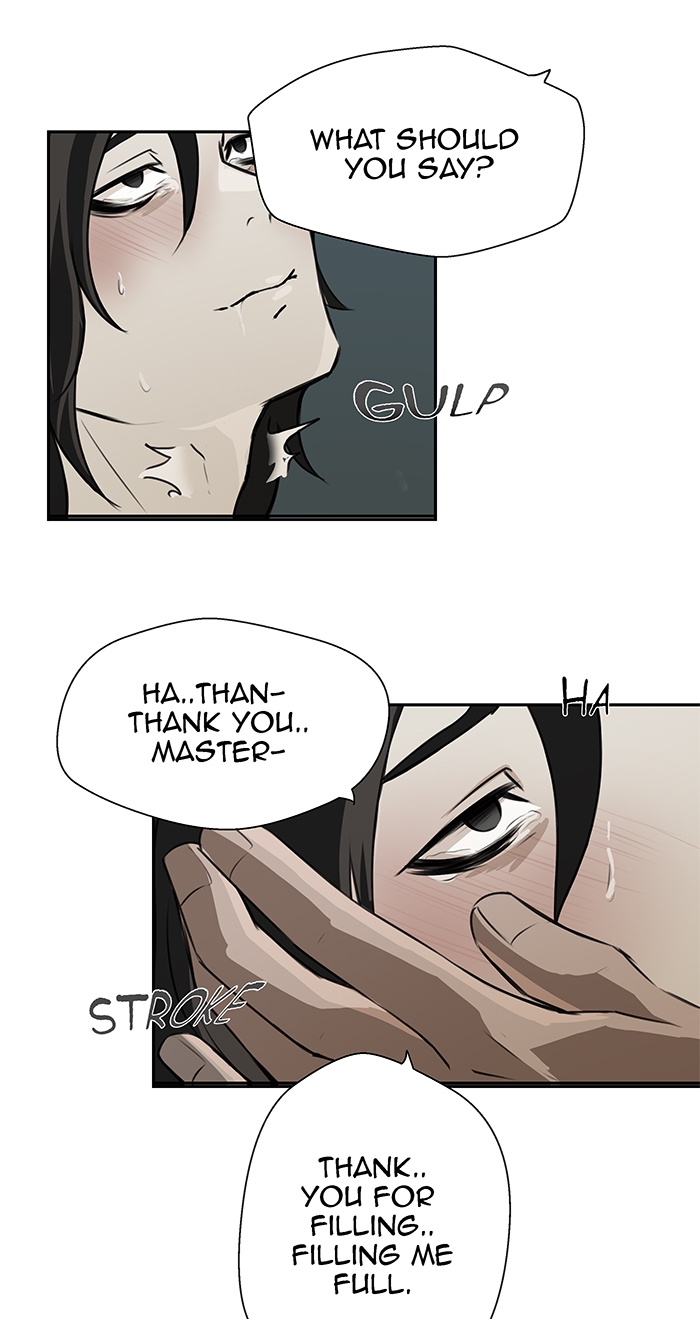 WHAT SHOULD
YOU SAY?
GULP
HA..THAN-
THANK YOU..
MASTER-
HA
STROKE
THANK..
YOU FOR
FILLING..
FILLING ME
FULL.